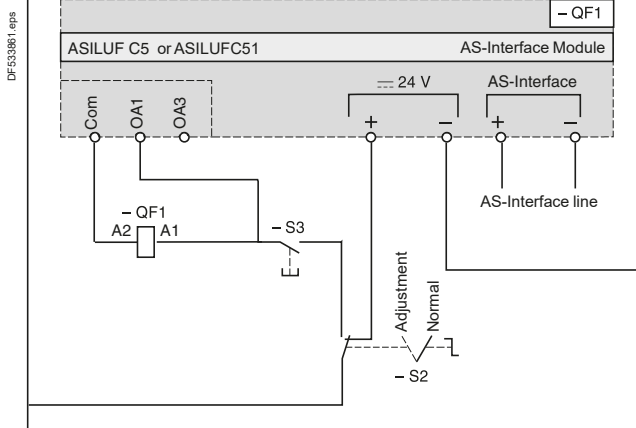 DF533861.eps
– QF1
ASILUF C5 or ASILUFC51
AS-Interface Module
24 V
AS-Interface
Com
OA1
OA3
+
–
+
–
AS-Interface line
– QF1
A2
A1
– S3
Adjustment
Normal
– S2